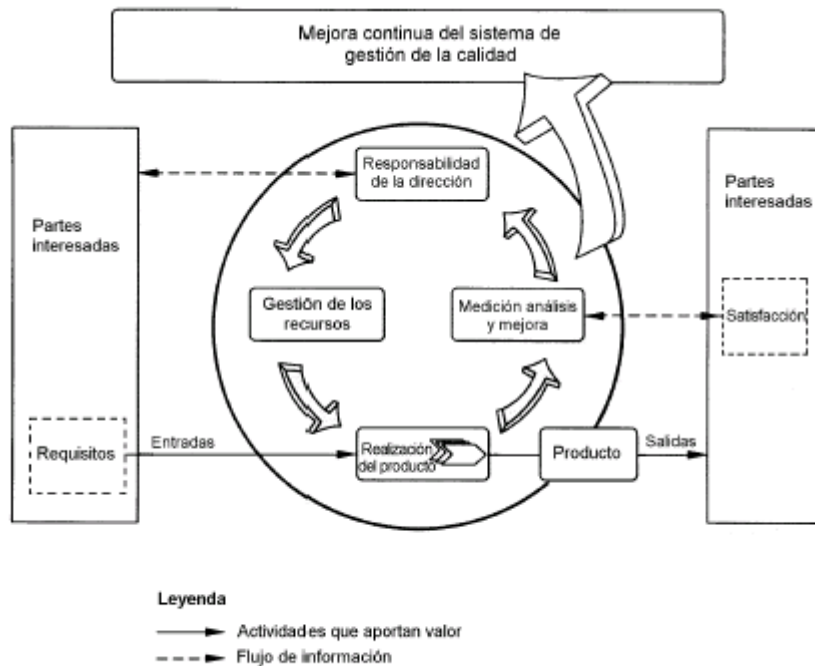 Mejora continua del sistema de
gestión de la calidad
Responsabilidad
de la dirección
Partes
interesadas
Partes
interesadas
Gestión de los
recursos
Medición análisis
y mejora
Satisfacción
Requisitos
Entradas
Realización
del producto
Producto
Salidas
Leyenda
Actividades que aportan valor
Flujo de información